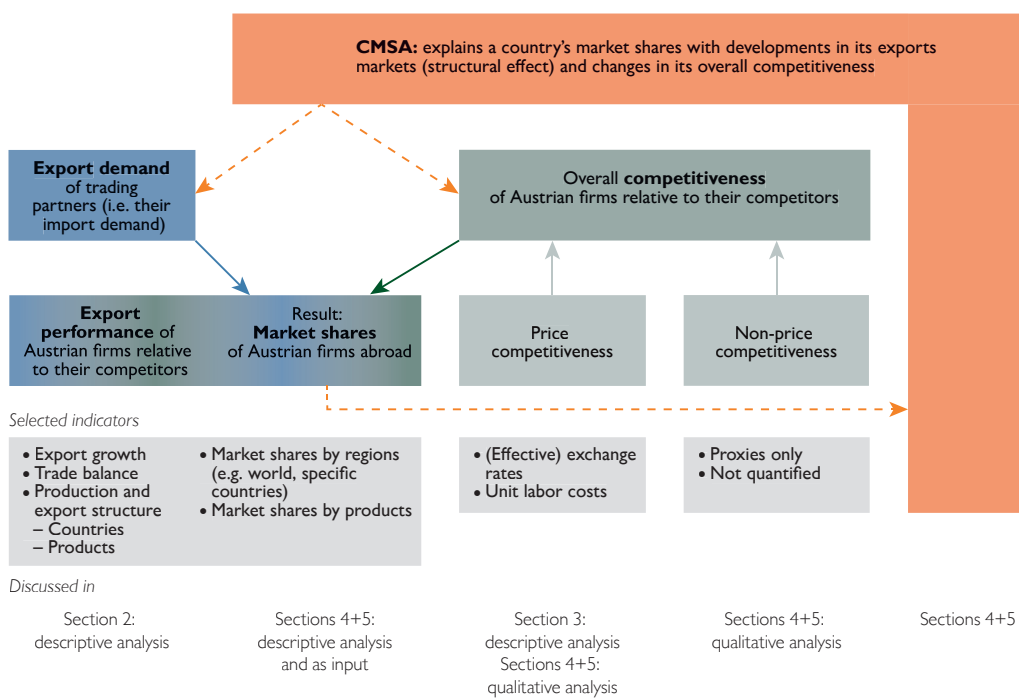 CMSA: explains a country's market shares with developments in its exports
markets (structural effect) and changes in its overall competitiveness
Export demand
of trading
partners (i.e. their
import demand)
Overall competitiveness
of Austrian firms relative to their competitors
Export
performance of
Austrian firms relative
to their competitors
Result:
Market shares
of Austrian firms abroad
Price
competitiveness
Non-price
competitiveness
Selected indicators
• Export growth
• Trade balance
• Production and
export structure
– Countries
– Products
• Market shares by regions
(e.g. world, specific
countries)
• Market shares by products
• (Effective) exchange
rates
• Unit labor costs
• Proxies only
• Not quantified
Discussed in
Section 2:
descriptive analysis
Sections 4+5:
descriptive analysis
and as input
Section 3:
descriptive analysis
Sections 4+5:
qualitative analysis
Sections 4+5:
qualitative analysis
Sections 4+5